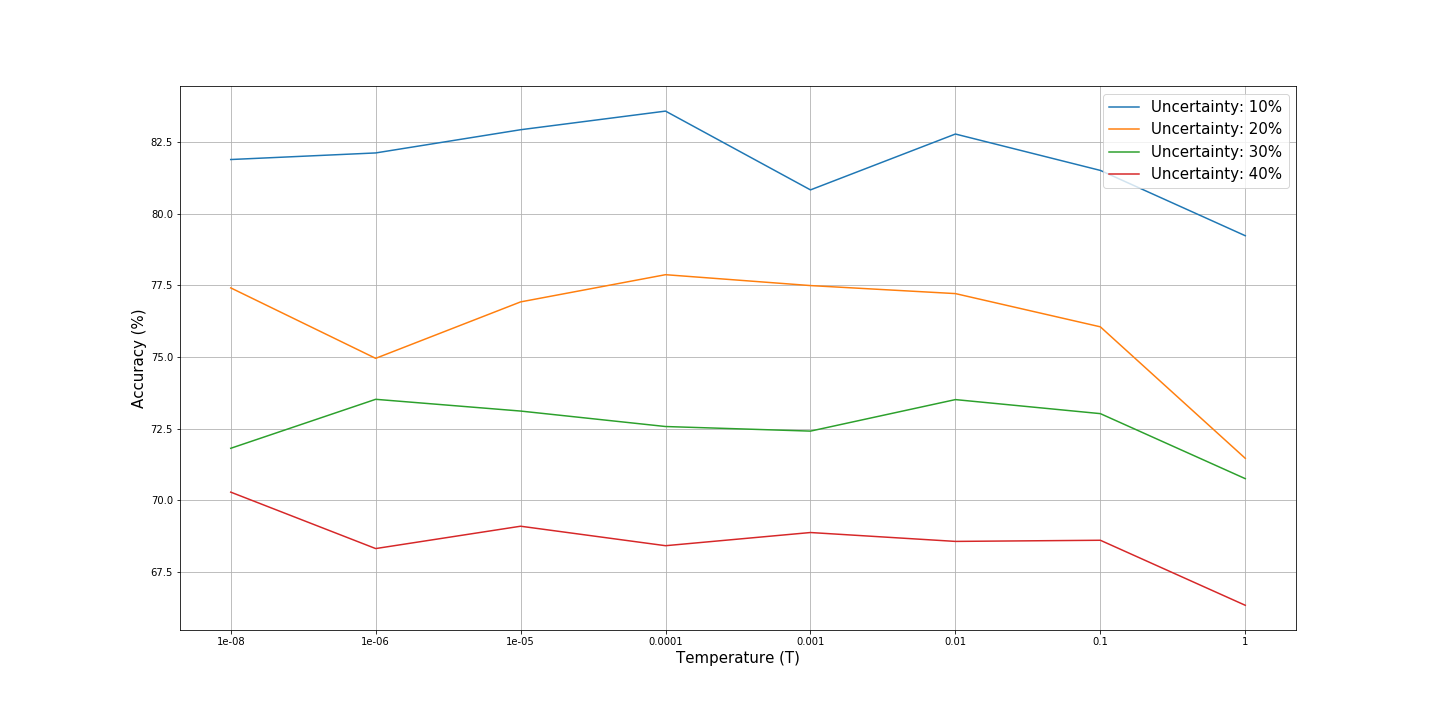 Uncertainty: 10%
Uncertainty: 20%
Uncertainty: 30%
Uncertainty: 40%
82.5
80.0
77.5
75.0
72.5
70.0
67.5
Accuracy (%)
1e-08 1e-06 1e-05 0.0001 0.001 0.01 0.1 1
Temperature (T)